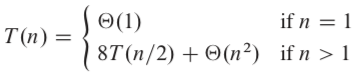 T(n) = { Θ(1) if n = 1
8T(n/2) + Θ(n²) if n > 1